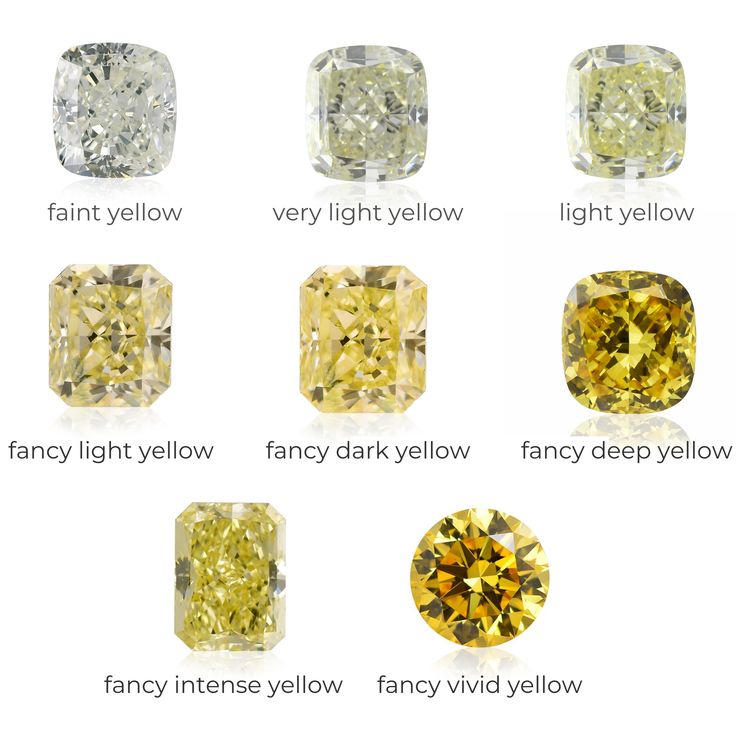 faint yellow
very light yellow
light yellow
fancy light yellow
fancy dark yellow
fancy deep yellow
fancy intense yellow
fancy vivid yellow